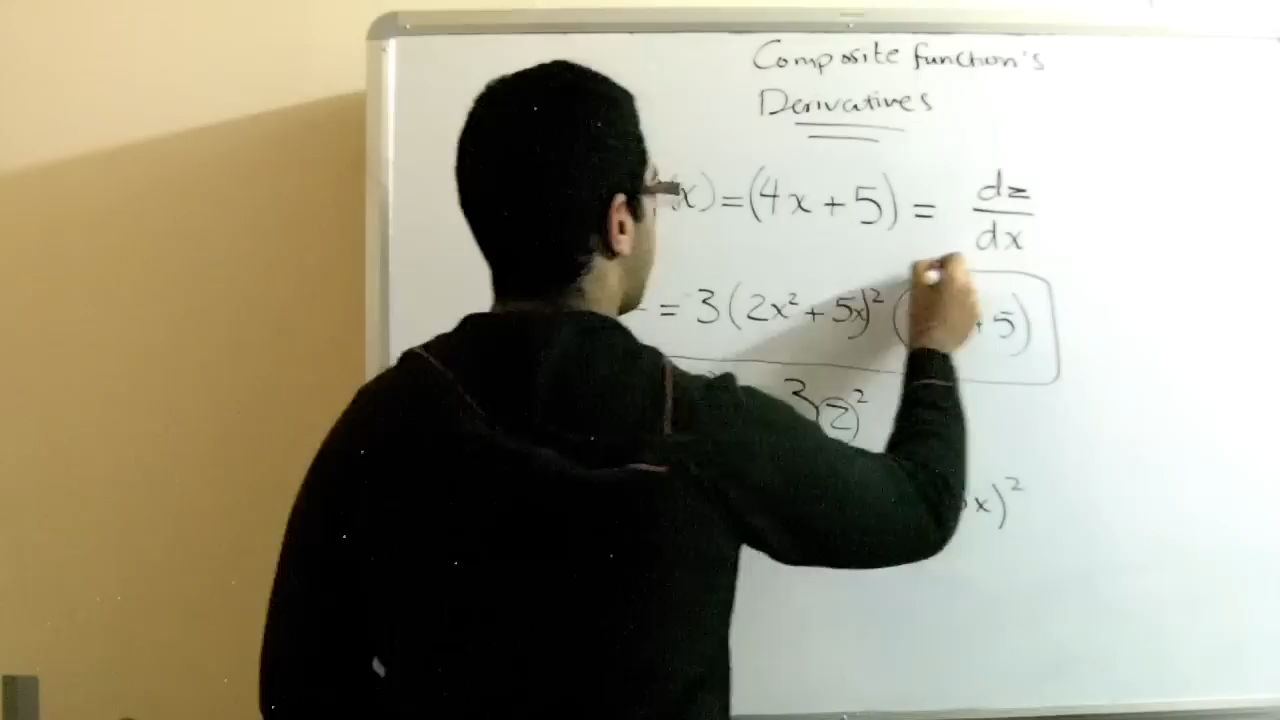 Composite function's
Derivatives
x) = (4x + 5) = dz/dx
= 3(2x² + 5x)² ( + 5)
3(z)²
x)²